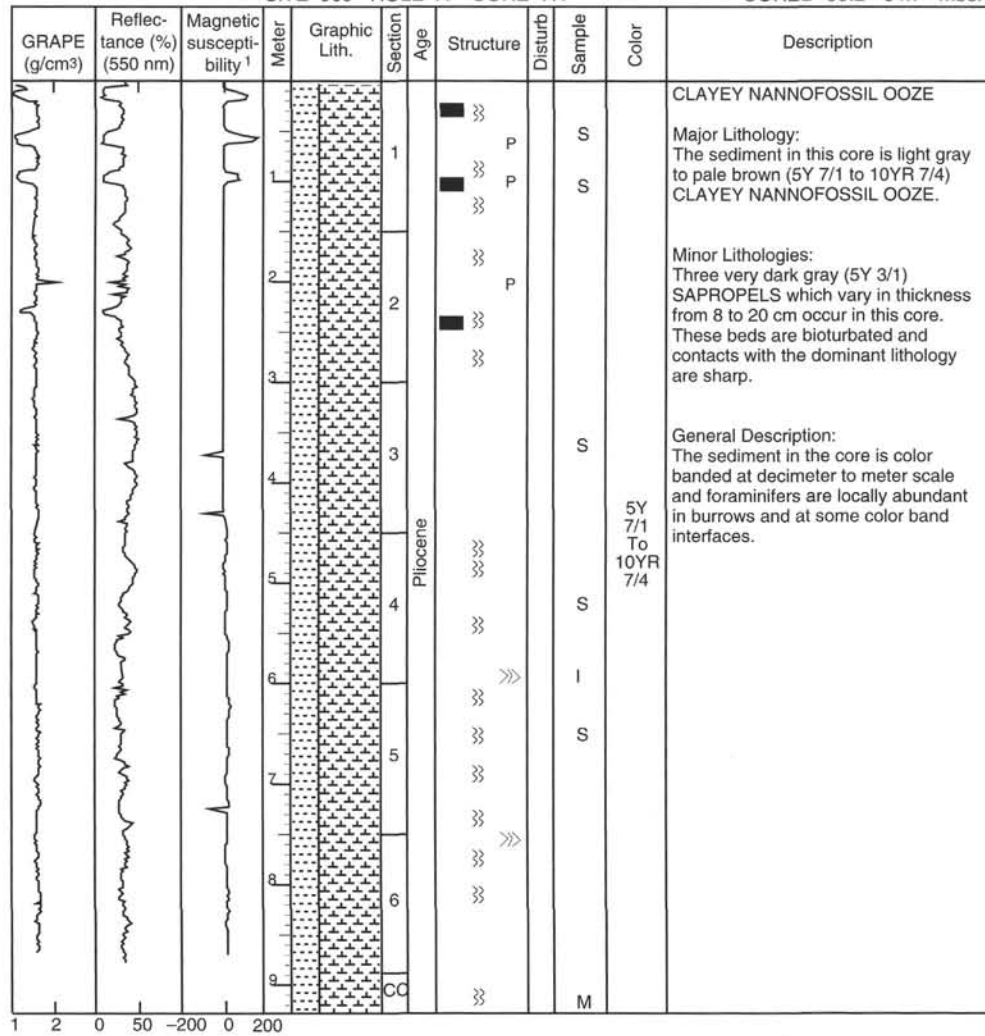 GRAPE (g/cm3)
Reflec-
tance (%)
(550 nm)
Magnetic
suscepti-
bility 1
Meter
Graphic
Lith.
Section
Age
Structure
Disturb
Sample
Color
Description
1
2
3
4
5
6
7
8
9
1
2
3
4
5
6
CC
Pliocene
P
P
P
S
S
S
S
I
S
M
5Y
7/1
To
10YR
7/4
CLAYEY NANNOFOSSIL OOZE
Major Lithology:
The sediment in this core is light gray
to pale brown (5Y 7/1 to 10YR 7/4)
CLAYEY NANNOFOSSIL OOZE.
Minor Lithologies:
Three very dark gray (5Y 3/1)
SAPROPELS which vary in thickness
from 8 to 20 cm occur in this core.
These beds are bioturbated and
contacts with the dominant lithology
are sharp.
General Description:
The sediment in the core is color
banded at decimeter to meter scale
and foraminifers are locally abundant
in burrows and at some color band
interfaces.
1 2 0 50 -200 0 200